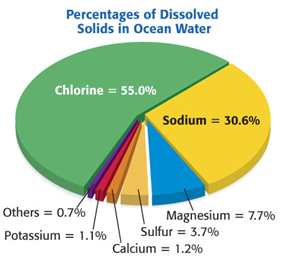 Percentages of Dissolved
Solids in Ocean Water
Chlorine = 55.0%
Sodium = 30.6%
Others = 0.7%
Magnesium = 7.7%
Potassium = 1.1%
Sulfur = 3.7%
Calcium = 1.2%